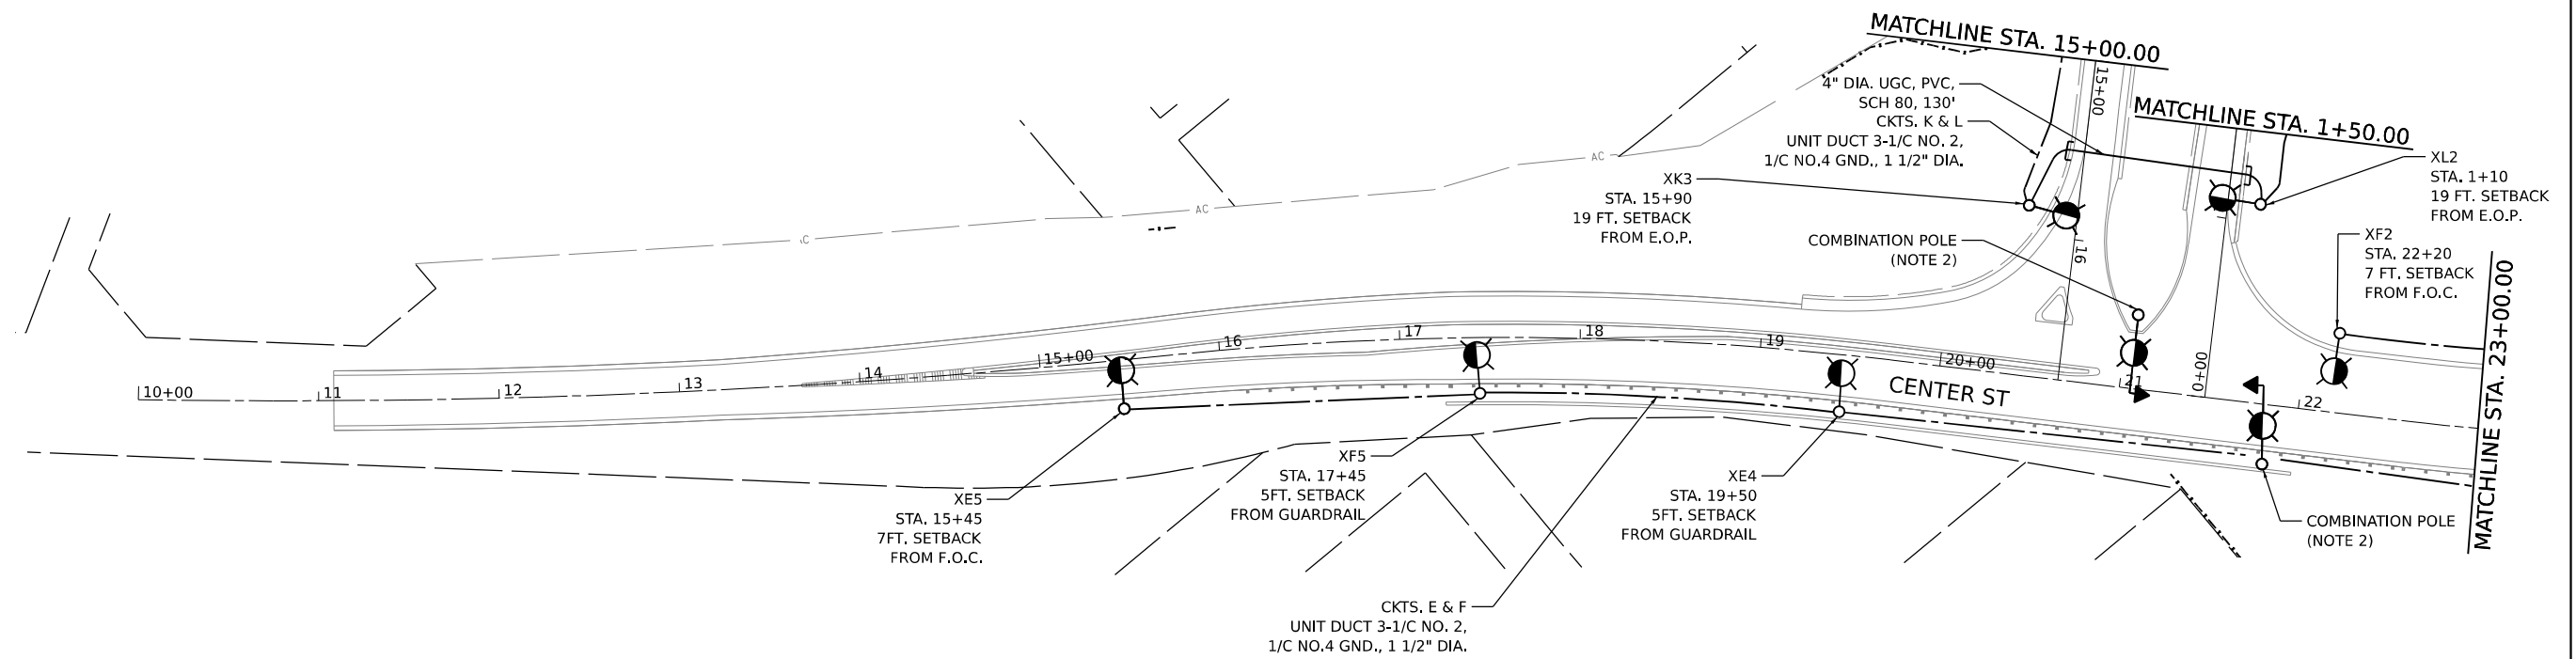 MATCHLINE STA. 15+00.00
4" DIA. UGC, PVC,
SCH 80, 130'
CKTS. K & L
UNIT DUCT 3-1/C NO. 2,
1/C NO.4 GND., 1 1/2" DIA.
15+00
MATCHLINE STA. 1+50.00
XL2
STA. 1+10
19 FT. SETBACK
FROM E.O.P.
XK3
STA. 15+90
19 FT. SETBACK
FROM E.O.P.
AC
AC
AC
COMBINATION POLE
(NOTE 2)
16
XF2
STA. 22+20
7 FT. SETBACK
FROM F.O.C.
MATCHLINE STA. 23+00.00
10+00
11
12
13
14
15+00
16
17
18
19
20+00
21
0+00
22
CENTER ST
XE5
STA. 15+45
7FT. SETBACK
FROM F.O.C.
XF5
STA. 17+45
5FT. SETBACK
FROM GUARDRAIL
XE4
STA. 19+50
5FT. SETBACK
FROM GUARDRAIL
COMBINATION POLE
(NOTE 2)
CKTS. E & F
UNIT DUCT 3-1/C NO. 2,
1/C NO.4 GND., 1 1/2" DIA.